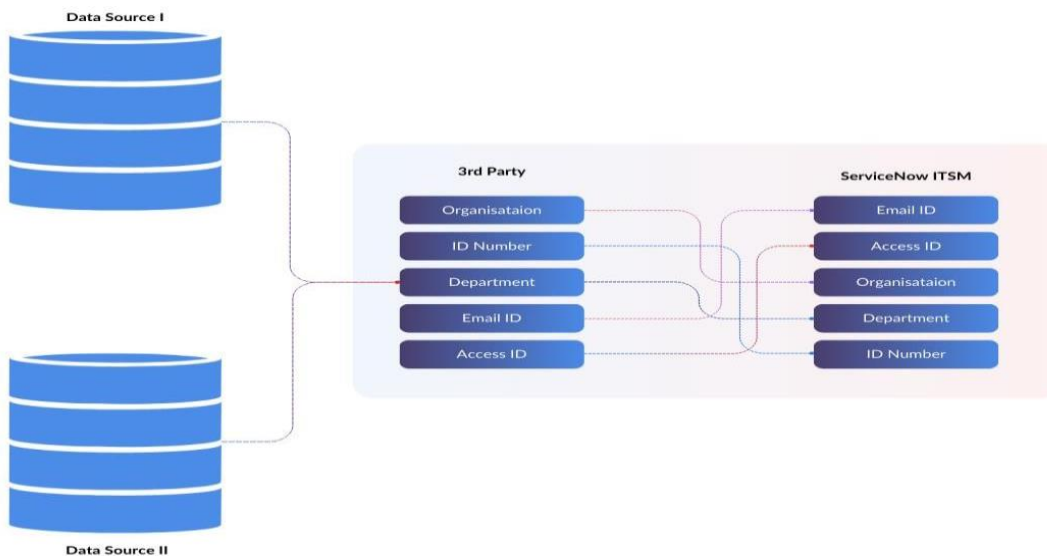 Data Source I
3rd Party
Organisataion
ID Number
Department
Email ID
Access ID
ServiceNow ITSM
Email ID
Access ID
Organisataion
Department
ID Number
Data Source II